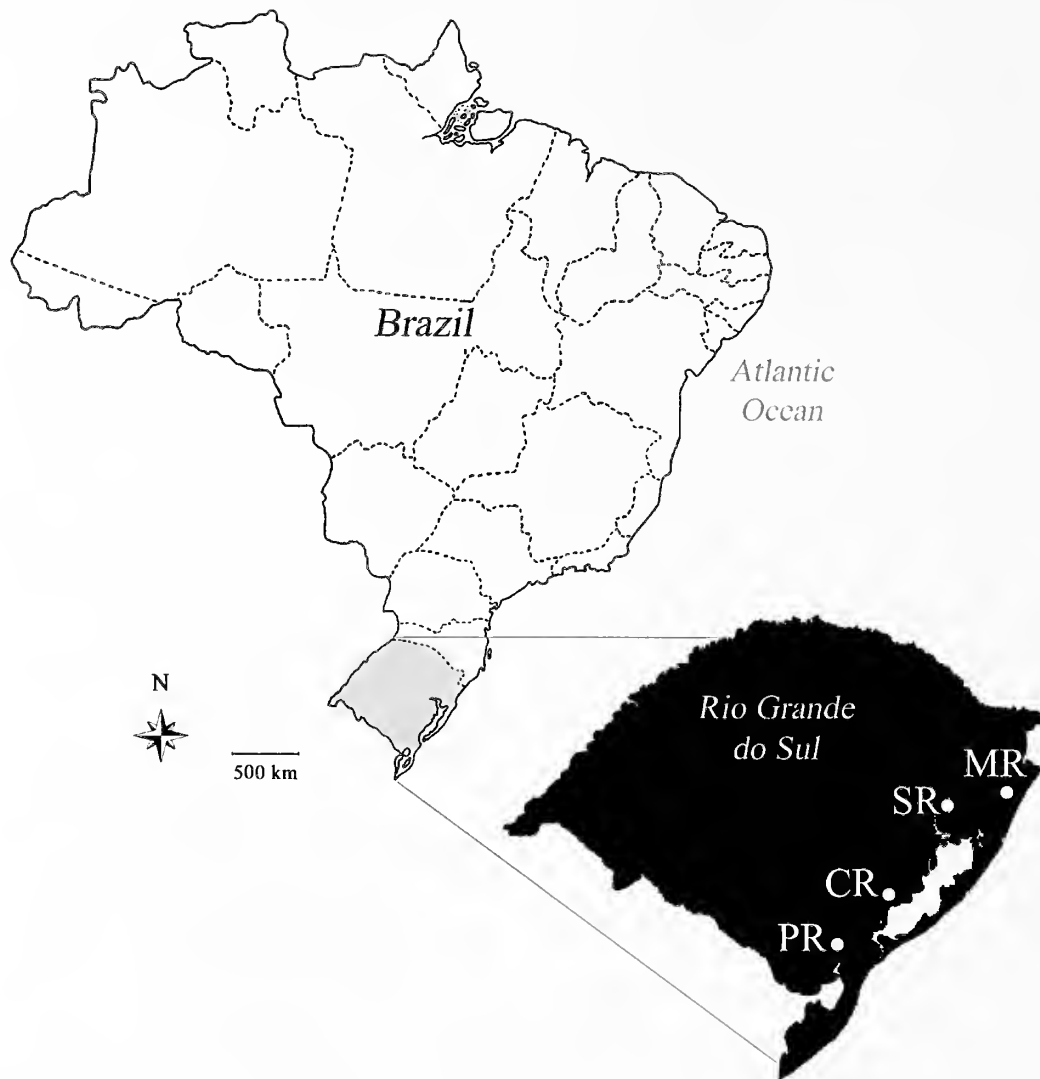 Brazil
Atlantic
Ocean
N
500 km
Rio Grande
do Sul
MR
SR
CR
PR